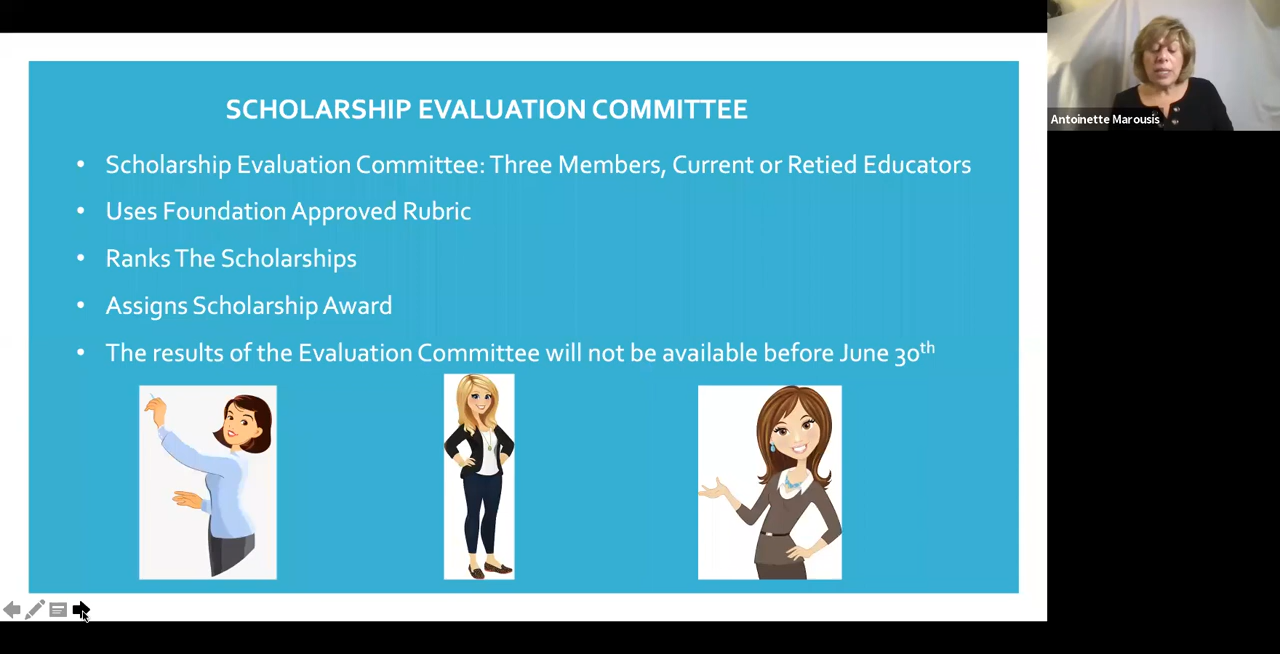 SCHOLARSHIP EVALUATION COMMITTEE
• Scholarship Evaluation Committee: Three Members, Current or Retied Educators
• Uses Foundation Approved Rubric
• Ranks The Scholarships
• Assigns Scholarship Award
• The results of the Evaluation Committee will not be available before June 30th
Antoinette Marousis